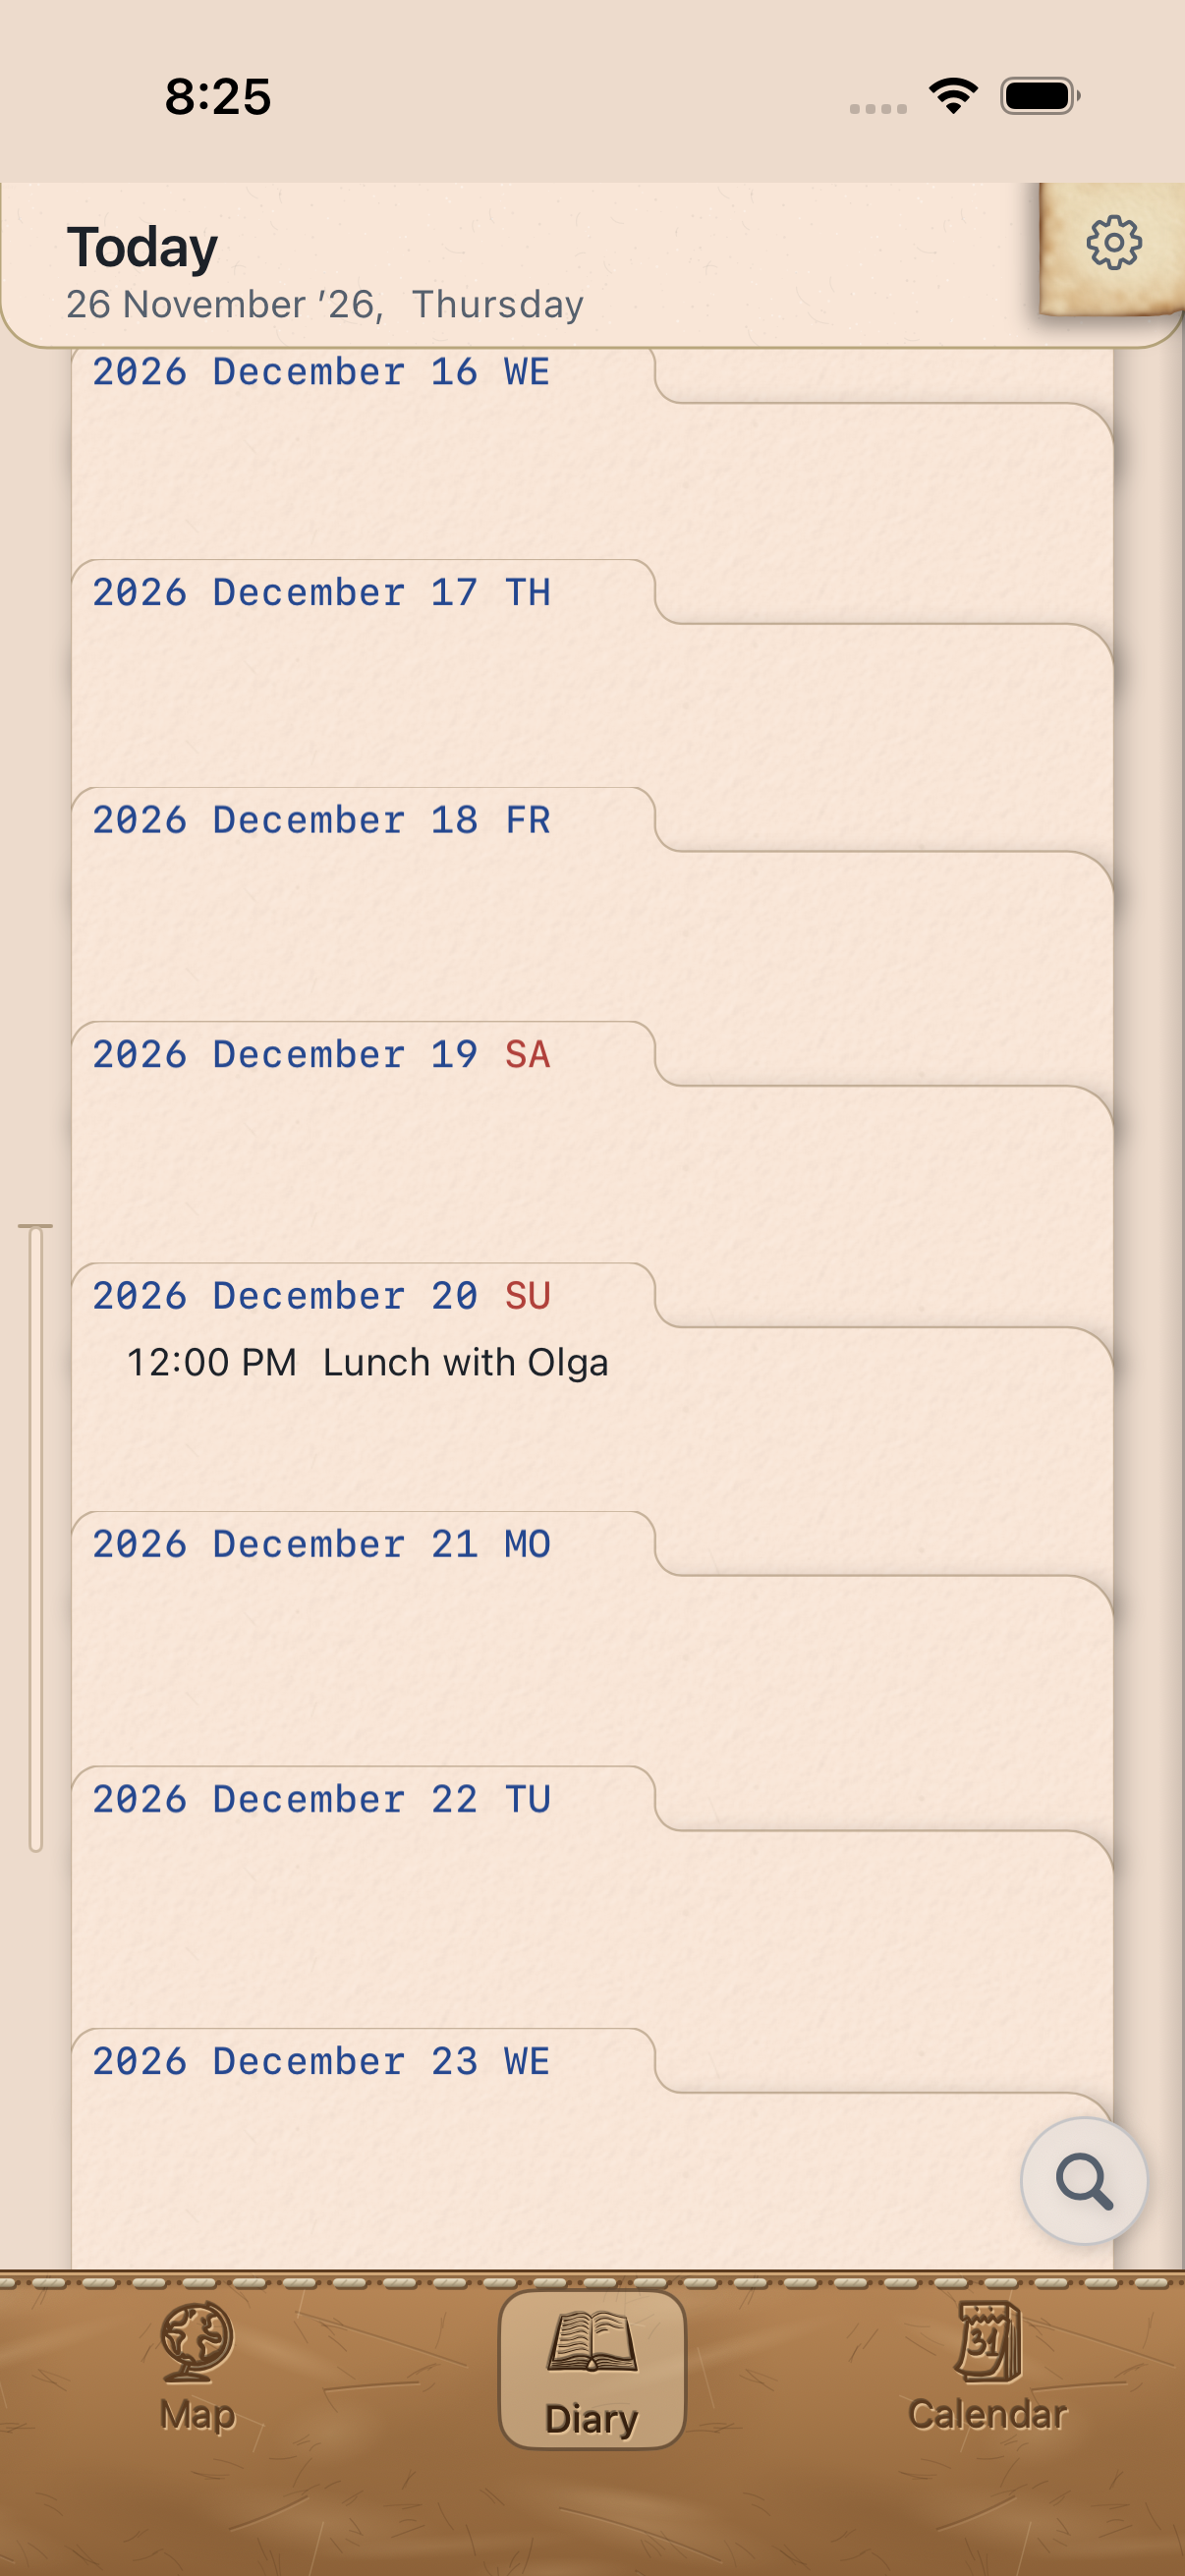 8:25
Today
26 November ’26, Thursday
2026 December 16 WE
2026 December 17 TH
2026 December 18 FR
2026 December 19 SA
2026 December 20 SU
12:00 PM Lunch with Olga
2026 December 21 MO
2026 December 22 TU
2026 December 23 WE
31
Map Diary Calendar